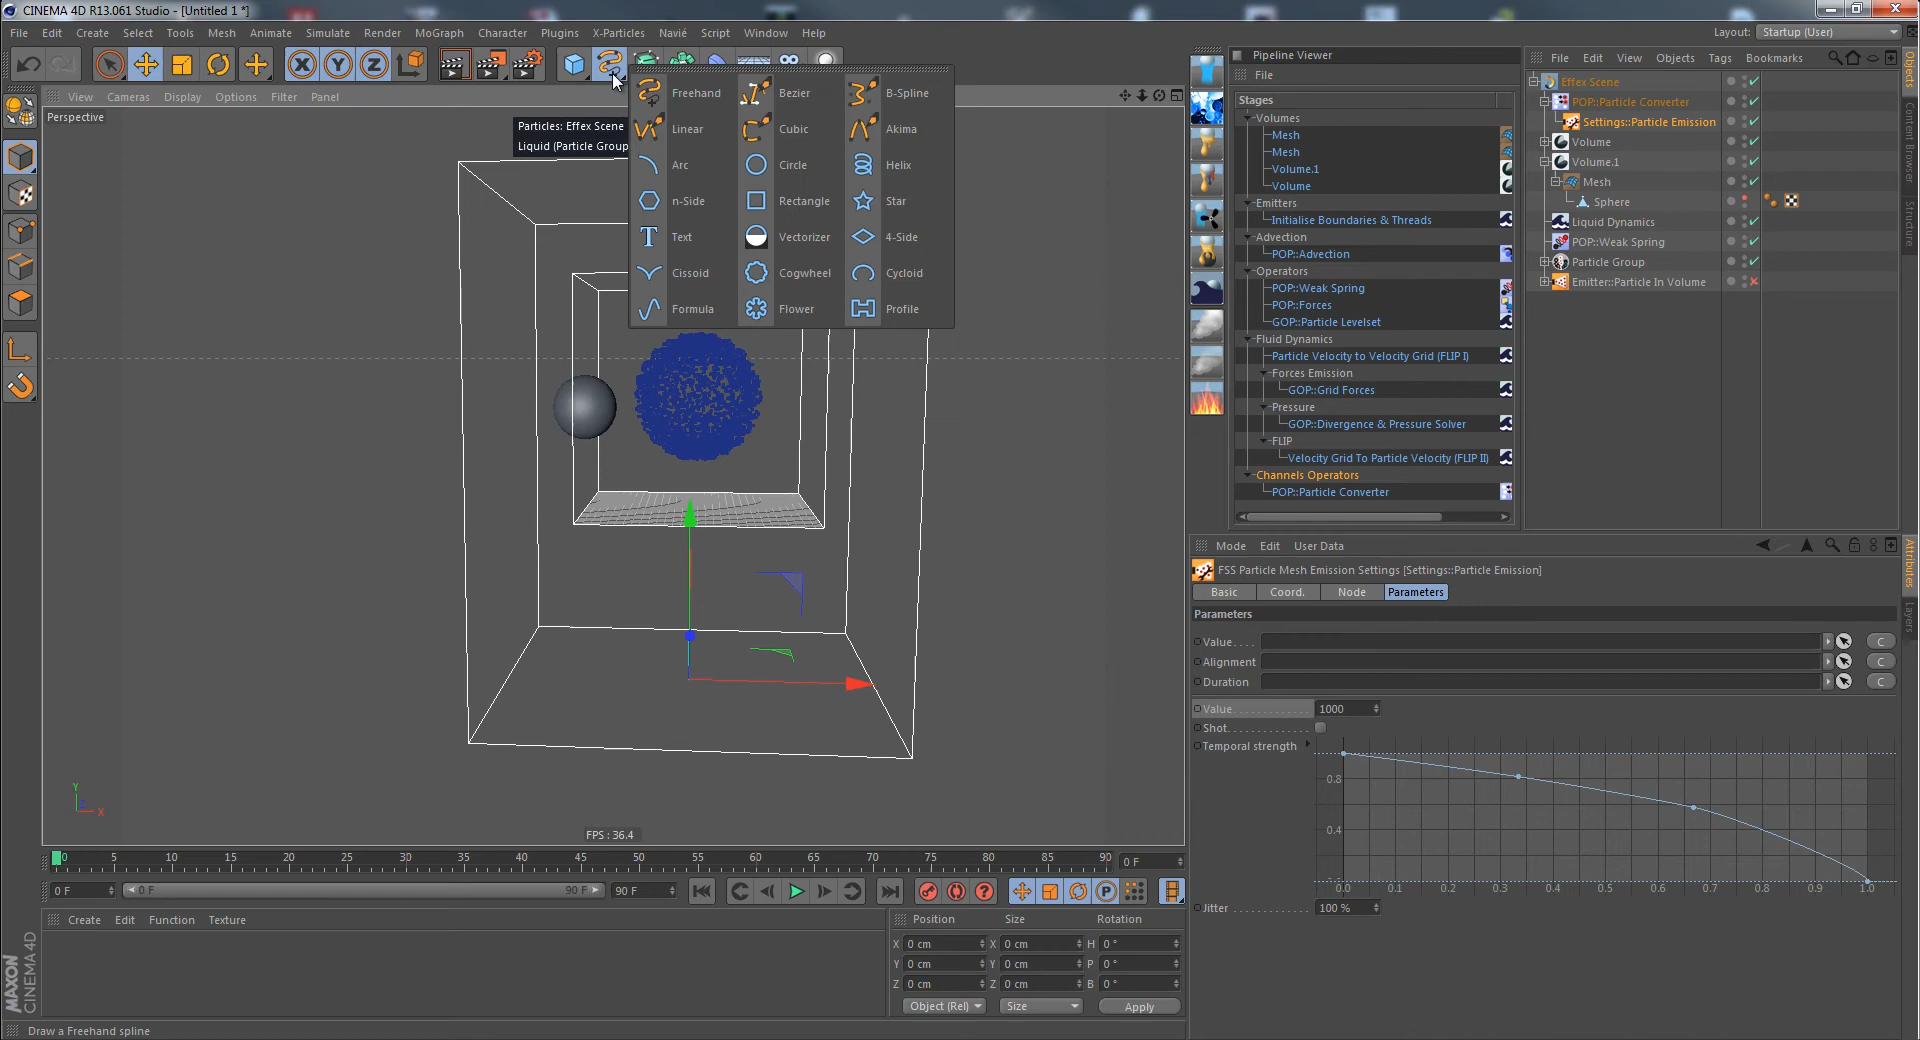 CINEMA 4D R13.061 Studio - [Untitled 1 *]
File Edit Create Select Tools Mesh Animate Simulate Render MoGraph Character Plugins X-Particles Navié Script Window Help
Layout: Startup (User)
View Cameras Display Options Filter Panel
Perspective
Particles: Effex Scene
Liquid (Particle Group
Freehand Bezier B-Spline
Linear Cubic Akima
Arc Circle Helix
n-Side Rectangle Star
Text Vectorizer 4-Side
Cissoid Cogwheel Cycloid
Formula Flower Profile
FPS : 36.4
Y
X
0 5 10 15 20 25 30 35 40 45 50 55 60 65 70 75 80 85 90 0 F
0 F 0 F 90 F 90 F
P
Create Edit Function Texture
Position Size Rotation
X 0 cm X 0 cm H 0 °
Y 0 cm Y 0 cm P 0 °
Z 0 cm Z 0 cm B 0 °
Object (Rel) Size Apply
MAXON
CINEMA 4D
Draw a Freehand spline
Pipeline Viewer
File
Stages
Volumes
Mesh
Mesh
Volume.1
Volume
Emitters
Initialise Boundaries & Threads
Advection
POP::Advection
Operators
POP::Weak Spring
POP::Forces
GOP::Particle Levelset
Fluid Dynamics
Particle Velocity to Velocity Grid (FLIP I)
Forces Emission
GOP::Grid Forces
Pressure
GOP::Divergence & Pressure Solver
FLIP
Velocity Grid To Particle Velocity (FLIP II)
Channels Operators
POP::Particle Converter
File Edit View Objects Tags Bookmarks
Effex Scene
POP::Particle Converter
Settings::Particle Emission
Volume
Volume.1
Mesh
Sphere
Liquid Dynamics
POP::Weak Spring
Particle Group
Emitter::Particle In Volume
Objects
Content Browser
Structure
Mode Edit User Data
FSS Particle Mesh Emission Settings [Settings::Particle Emission]
Basic Coord. Node Parameters
Parameters
Value. . . . C
Alignment C
Duration C
Value. . . . . . . . . . . . 1000
Shot. . . . . . . . . . . . .
Temporal strength
0.8
0.4
0.0 0.1 0.2 0.3 0.4 0.5 0.6 0.7 0.8 0.9 1.0
Jitter . . . . . . . . . . . . 100 %
Attributes
Layers